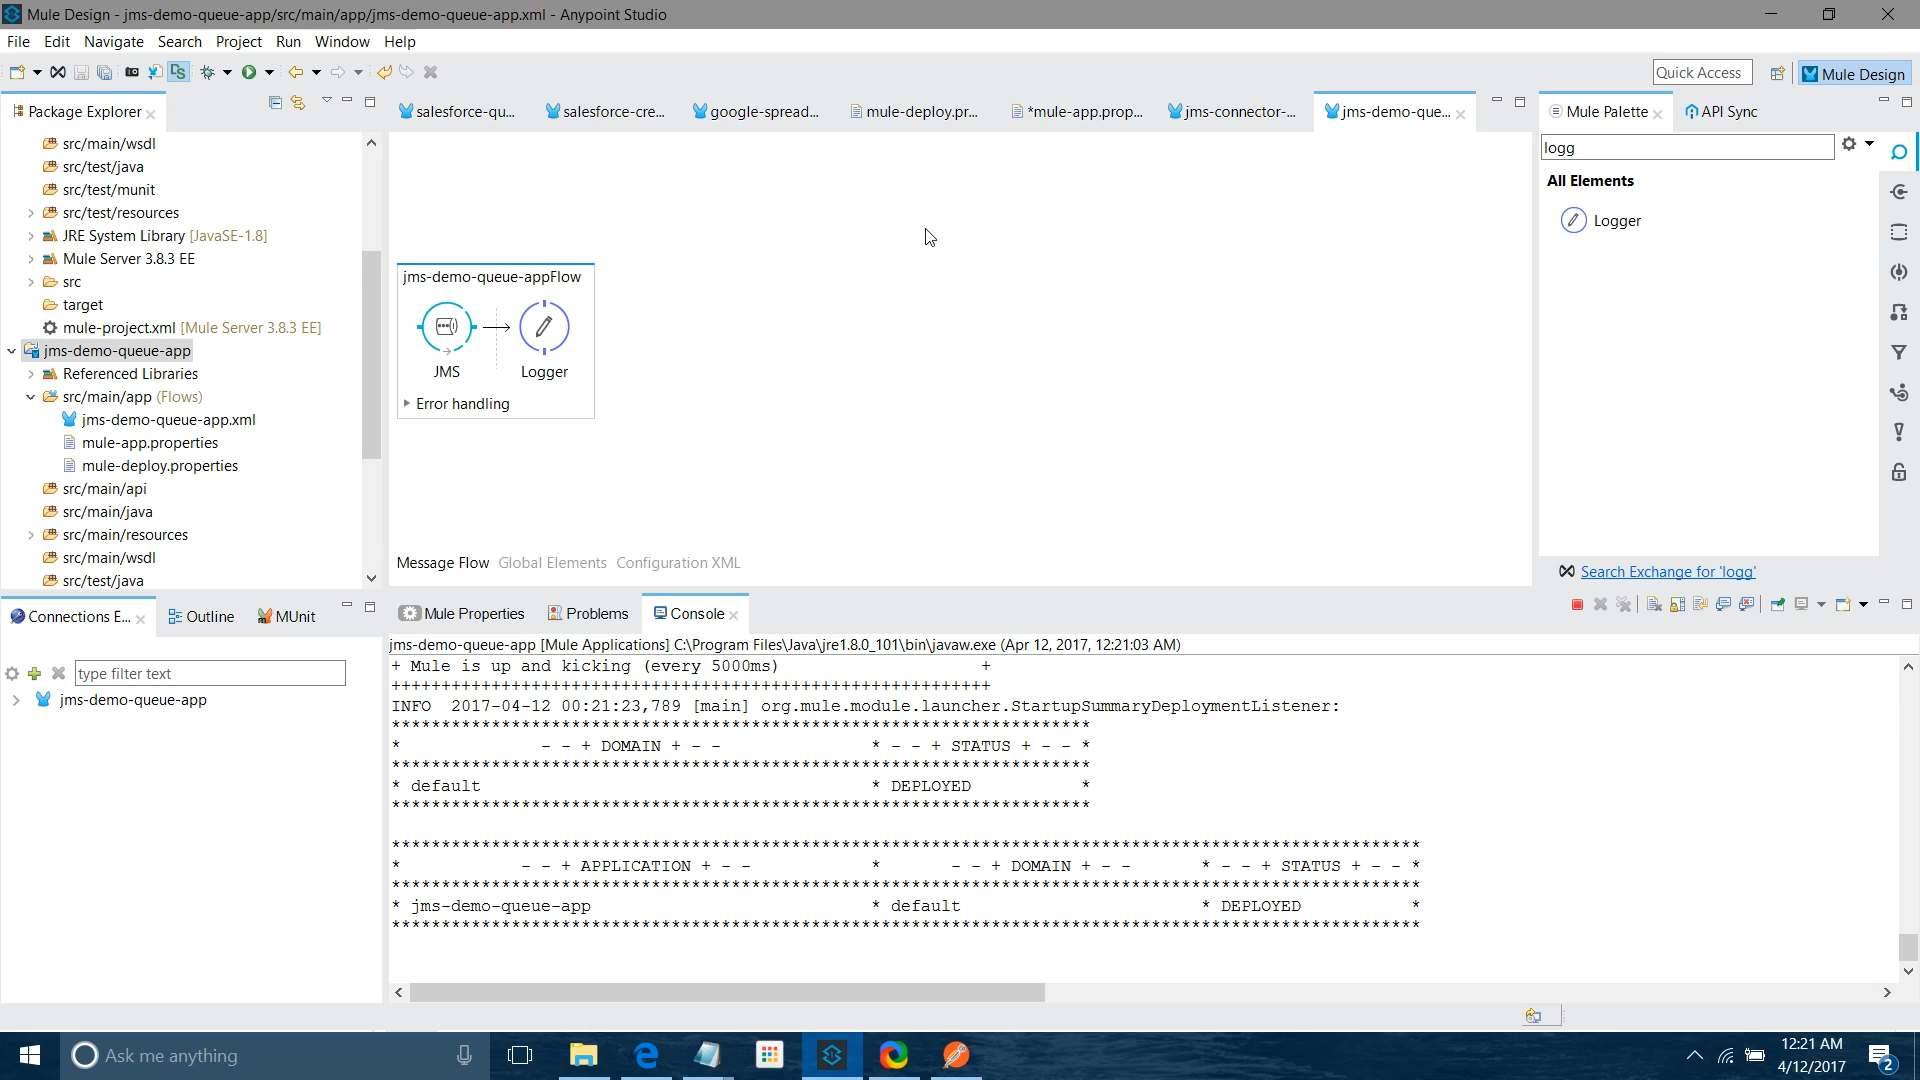 Mule Design - jms-demo-queue-app/src/main/app/jms-demo-queue-app.xml - Anypoint Studio
File Edit Navigate Search Project Run Window Help
Quick Access
Mule Design
Package Explorer
salesforce-qu...
salesforce-cre...
google-spread...
mule-deploy.pr...
*mule-app.prop...
jms-connector-...
jms-demo-que...
Mule Palette
API Sync
src/main/wsdl
src/test/java
src/test/munit
src/test/resources
JRE System Library [JavaSE-1.8]
Mule Server 3.8.3 EE
src
target
mule-project.xml [Mule Server 3.8.3 EE]
jms-demo-queue-app
Referenced Libraries
src/main/app (Flows)
jms-demo-queue-app.xml
mule-app.properties
mule-deploy.properties
src/main/api
src/main/java
src/main/resources
src/main/wsdl
src/test/java
jms-demo-queue-appFlow
JMS
Logger
Error handling
Message Flow Global Elements Configuration XML
logg
All Elements
Logger
Search Exchange for 'logg'
Connections E...
Outline
MUnit
type filter text
jms-demo-queue-app
Mule Properties
Problems
Console
jms-demo-queue-app [Mule Applications] C:\Program Files\Java\jre1.8.0_101\bin\javaw.exe (Apr 12, 2017, 12:21:03 AM)
+ Mule is up and kicking (every 5000ms) +
++++++++++++++++++++++++++++++++++++++++++++++++++++++++++++
INFO 2017-04-12 00:21:23,789 [main] org.mule.module.launcher.StartupSummaryDeploymentListener:
**********************************************************************
* - - + DOMAIN + - - * - - + STATUS + - - *
**********************************************************************
* default * DEPLOYED *
**********************************************************************
*******************************************************************************************************
* - - + APPLICATION + - - * - - + DOMAIN + - - * - - + STATUS + - - *
*******************************************************************************************************
* jms-demo-queue-app * default * DEPLOYED *
*******************************************************************************************************
Ask me anything
12:21 AM
4/12/2017
2